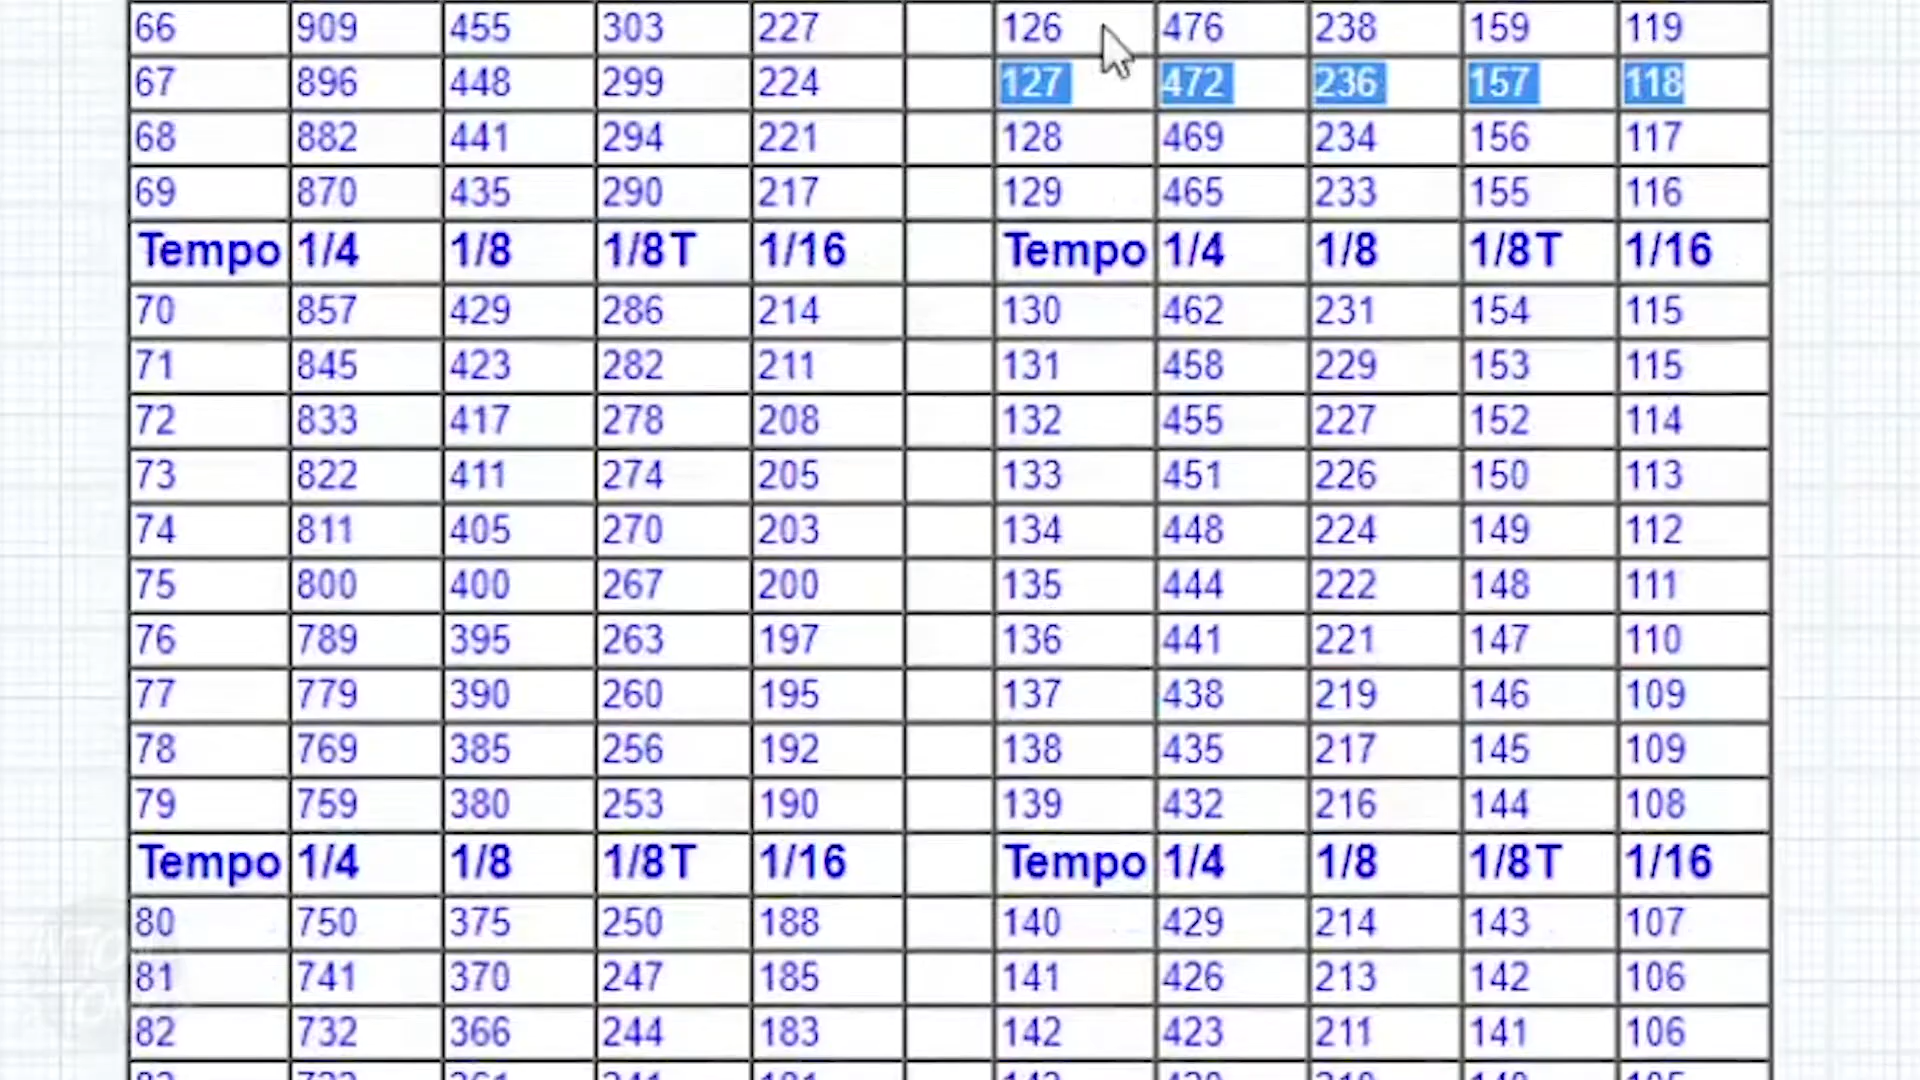 66 909 455 303 227 126 476 238 159 119
67 896 448 299 224 127 472 236 157 118
68 882 441 294 221 128 469 234 156 117
69 870 435 290 217 129 465 233 155 116
Tempo 1/4 1/8 1/8T 1/16 Tempo 1/4 1/8 1/8T 1/16
70 857 429 286 214 130 462 231 154 115
71 845 423 282 211 131 458 229 153 115
72 833 417 278 208 132 455 227 152 114
73 822 411 274 205 133 451 226 150 113
74 811 405 270 203 134 448 224 149 112
75 800 400 267 200 135 444 222 148 111
76 789 395 263 197 136 441 221 147 110
77 779 390 260 195 137 438 219 146 109
78 769 385 256 192 138 435 217 145 109
79 759 380 253 190 139 432 216 144 108
Tempo 1/4 1/8 1/8T 1/16 Tempo 1/4 1/8 1/8T 1/16
80 750 375 250 188 140 429 214 143 107
81 741 370 247 185 141 426 213 142 106
82 732 366 244 183 142 423 211 141 106